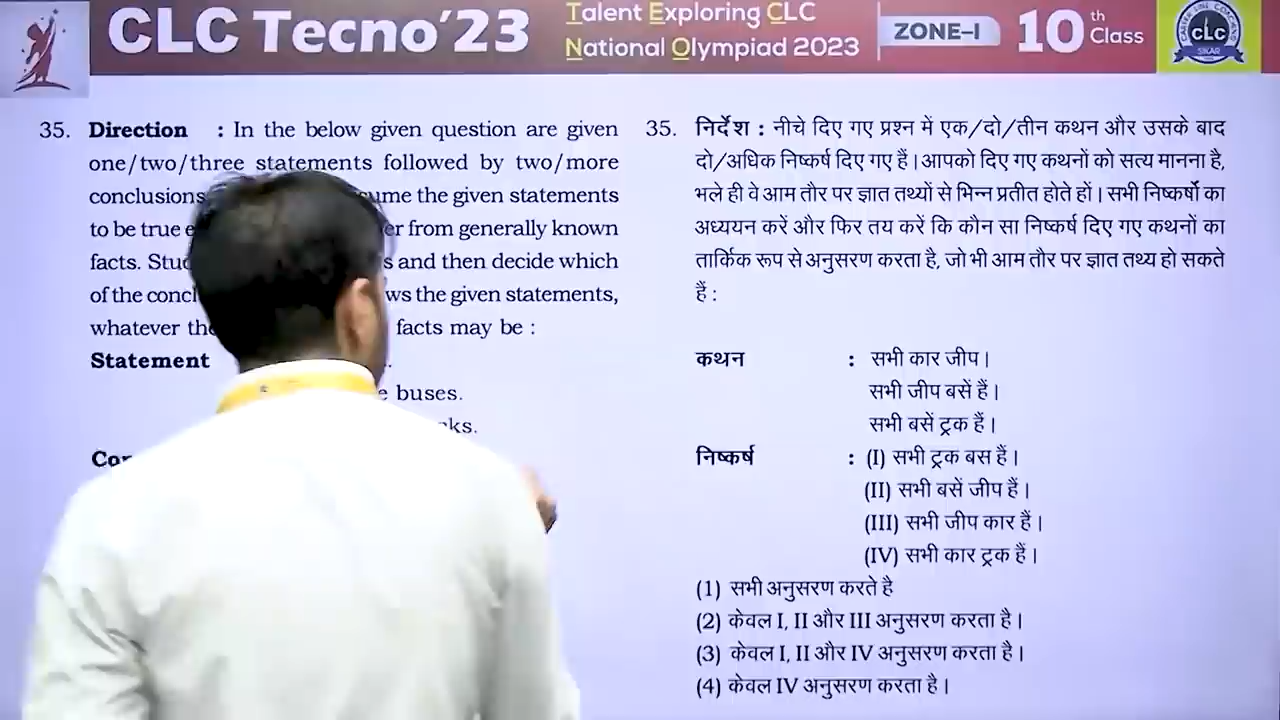 CLC Tecno'23
Talent Exploring CLC
National Olympiad 2023
ZONE–I
10th Class
CLC
SIKAR
35. Direction : In the below given question are given
one/two/three statements followed by two/more
conclusions ume the given statements
to be true from generally known
facts. and then decide which
of the the given statements,
whatever facts may be :
Statement
buses.
35. निर्देश : नीचे दिए गए प्रश्न में एक/दो/तीन कथन और उसके बाद
दो/अधिक निष्कर्ष दिए गए हैं। आपको दिए गए कथनों को सत्य मानना है,
भले ही वे आम तौर पर ज्ञात तथ्यों से भिन्न प्रतीत होते हों। सभी निष्कर्षों का
अध्ययन करें और फिर तय करें कि कौन सा निष्कर्ष दिए गए कथनों का
तार्किक रूप से अनुसरण करता है, जो भी आम तौर पर ज्ञात तथ्य हो सकते
हैं :
कथन : सभी कार जीप।
सभी जीप बसें हैं।
सभी बसें ट्रक हैं।
निष्कर्ष : (I) सभी ट्रक बस हैं।
(II) सभी बसें जीप हैं।
(III) सभी जीप कार हैं।
(IV) सभी कार ट्रक हैं।
(1) सभी अनुसरण करते है
(2) केवल I, II और III अनुसरण करता है।
(3) केवल I, II और IV अनुसरण करता है।
(4) केवल IV अनुसरण करता है।